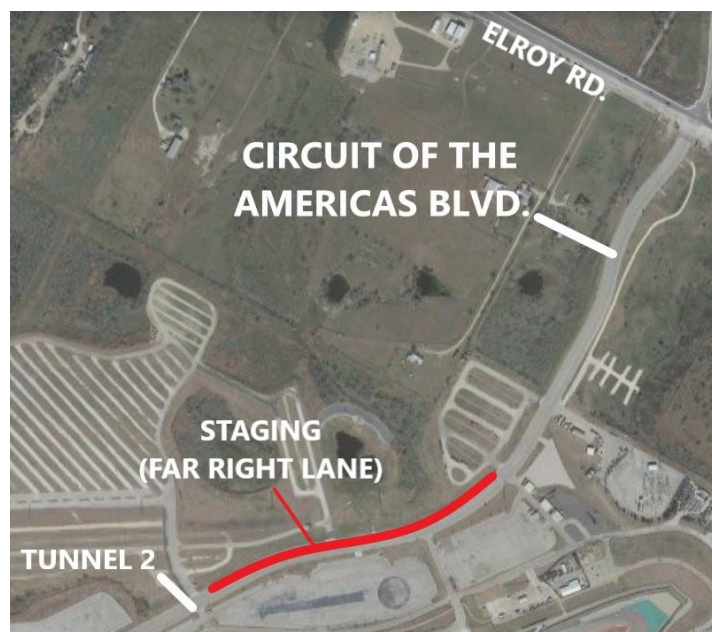 ELROY RD.
CIRCUIT OF THE
AMERICAS BLVD.
STAGING
(FAR RIGHT LANE)
TUNNEL 2